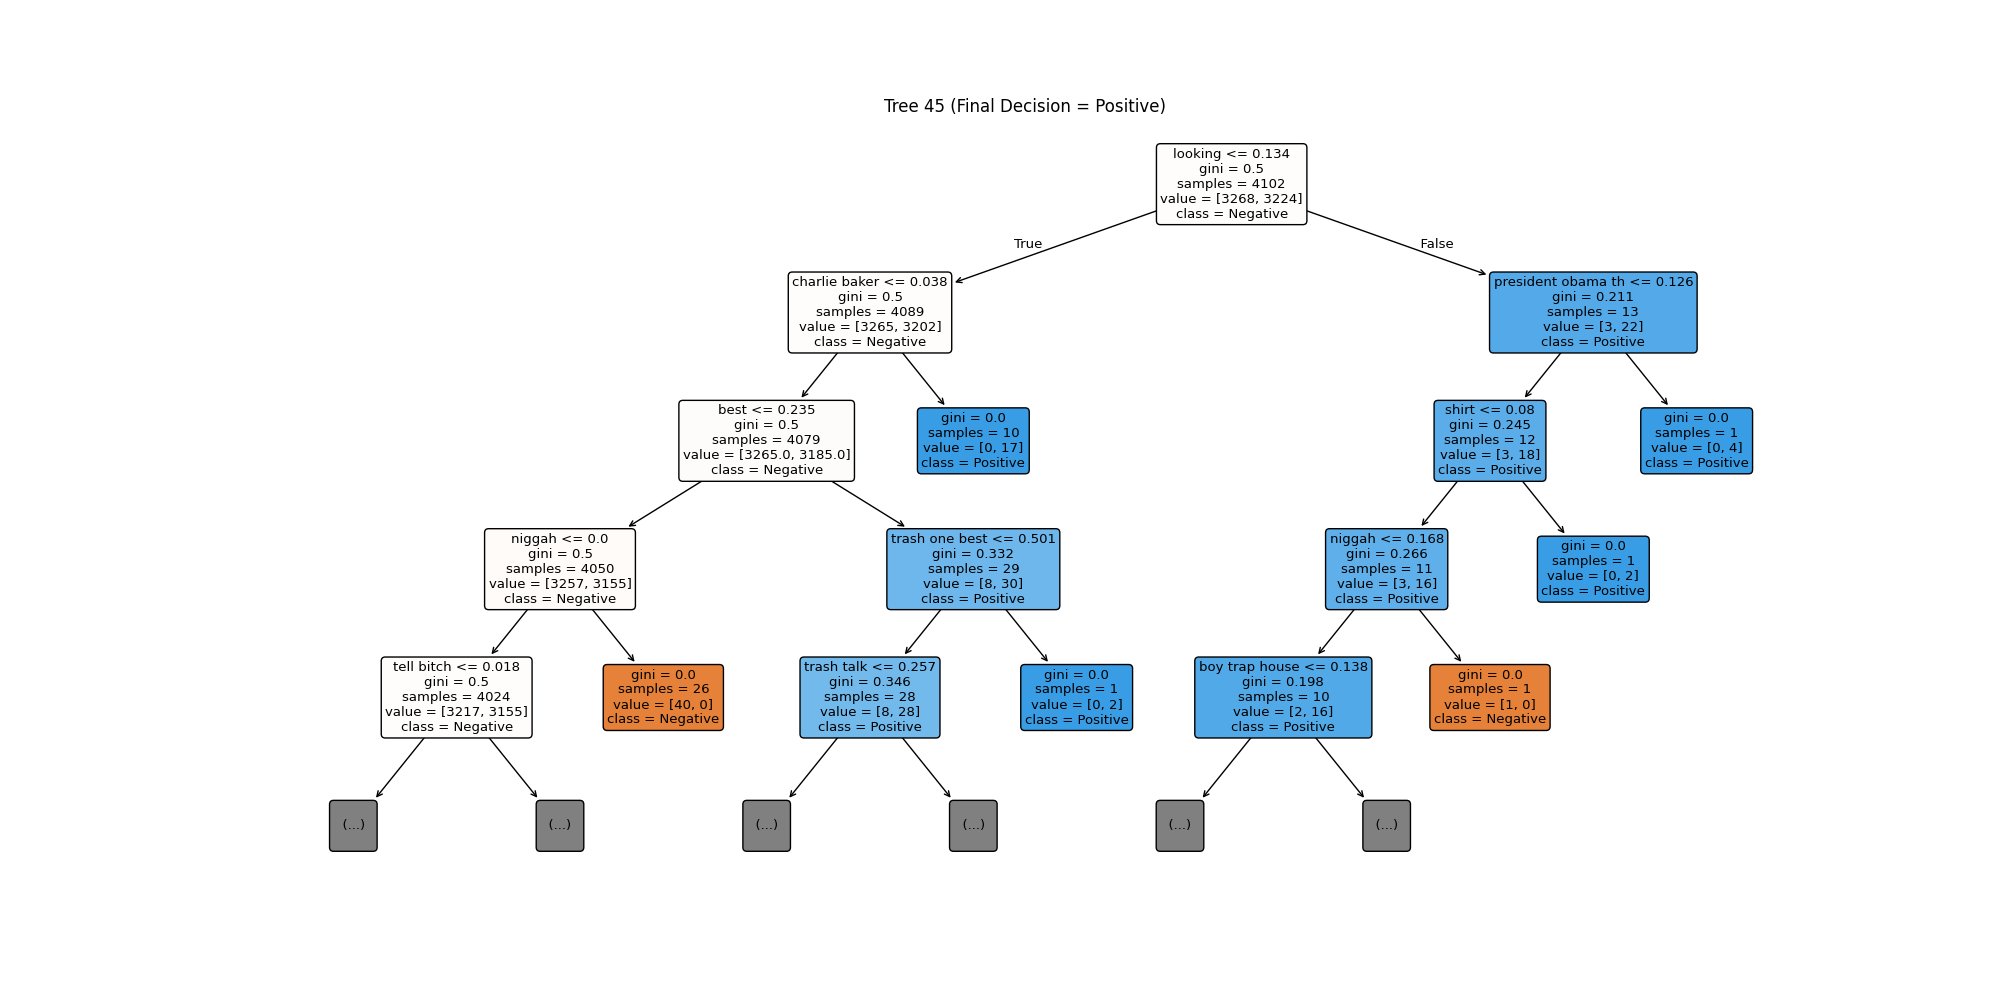 Tree 45 (Final Decision = Positive)
looking <= 0.134
gini = 0.5
samples = 4102
value = [3268, 3224]
class = Negative
True
False
charlie baker <= 0.038
gini = 0.5
samples = 4089
value = [3265, 3202]
class = Negative
president obama th <= 0.126
gini = 0.211
samples = 13
value = [3, 22]
class = Positive
best <= 0.235
gini = 0.5
samples = 4079
value = [3265.0, 3185.0]
class = Negative
gini = 0.0
samples = 10
value = [0, 17]
class = Positive
shirt <= 0.08
gini = 0.245
samples = 12
value = [3, 18]
class = Positive
gini = 0.0
samples = 1
value = [0, 4]
class = Positive
niggah <= 0.0
gini = 0.5
samples = 4050
value = [3257, 3155]
class = Negative
trash one best <= 0.501
gini = 0.332
samples = 29
value = [8, 30]
class = Positive
niggah <= 0.168
gini = 0.266
samples = 11
value = [3, 16]
class = Positive
gini = 0.0
samples = 1
value = [0, 2]
class = Positive
tell bitch <= 0.018
gini = 0.5
samples = 4024
value = [3217, 3155]
class = Negative
gini = 0.0
samples = 26
value = [40, 0]
class = Negative
trash talk <= 0.257
gini = 0.346
samples = 28
value = [8, 28]
class = Positive
gini = 0.0
samples = 1
value = [0, 2]
class = Positive
boy trap house <= 0.138
gini = 0.198
samples = 10
value = [2, 16]
class = Positive
gini = 0.0
samples = 1
value = [1, 0]
class = Negative
(...)
(...)
(...)
(...)
(...)
(...)